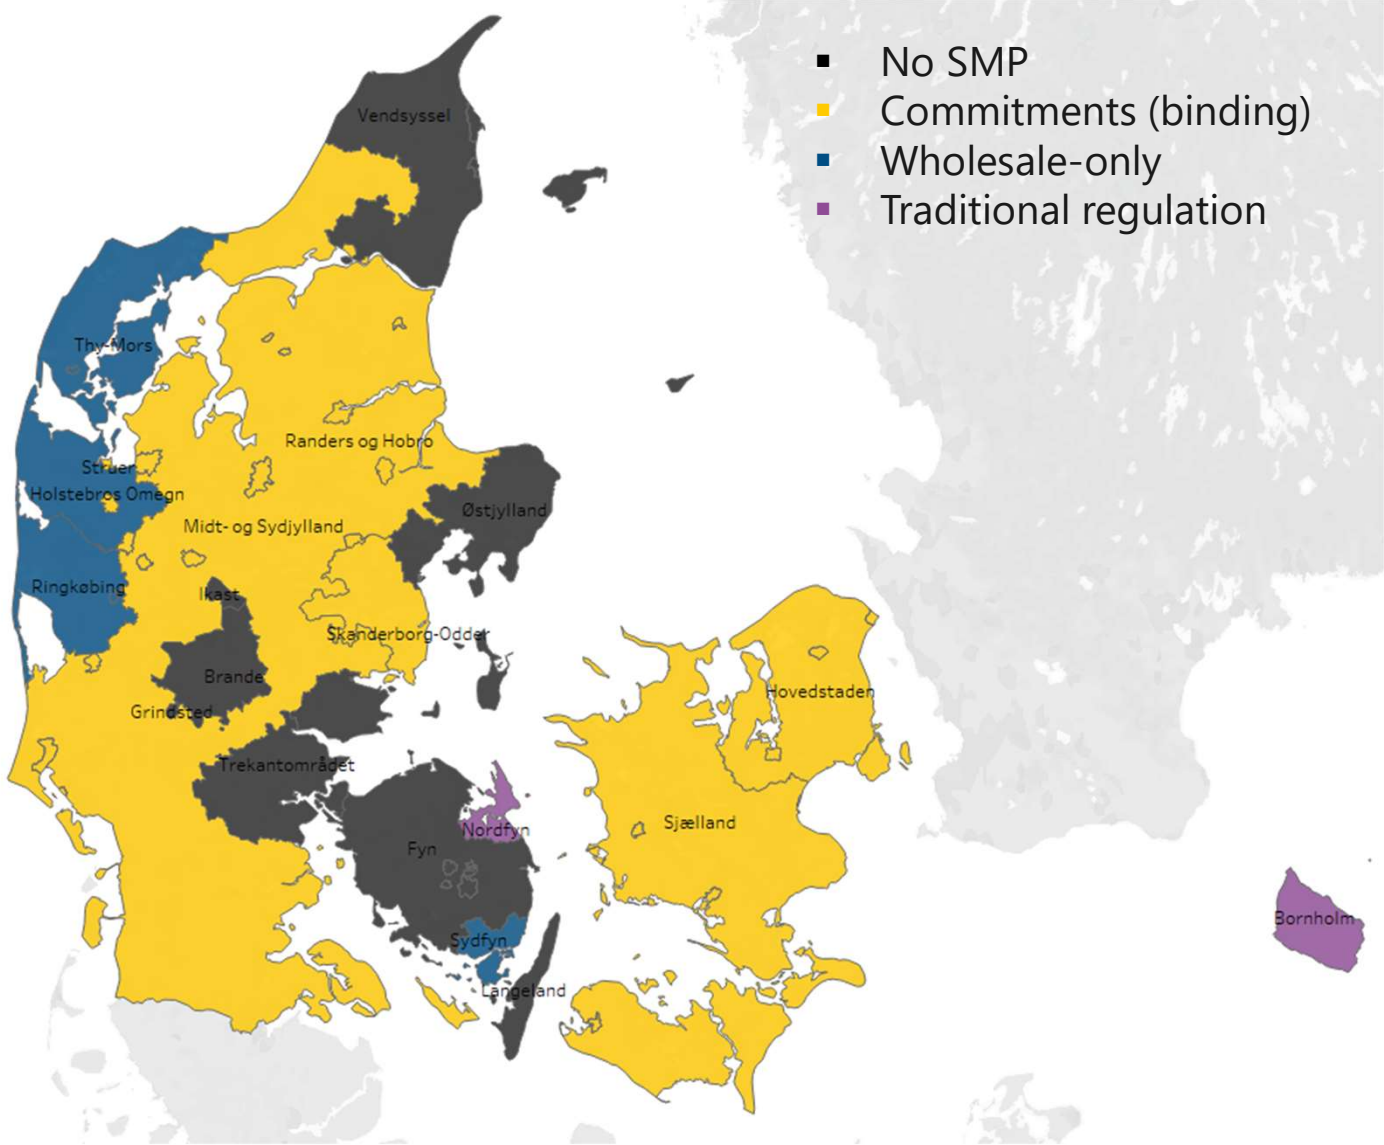 No SMP
Commitments (binding)
Wholesale-only
Traditional regulation
Vendsyssel
Thy-Mors
Randers og Hobro
Struer
Holstebros Omegn
Østjylland
Midt- og Sydjylland
Ringkøbing
Ikast
Skanderborg-Odder
Brande
Hovedstaden
Grindsted
Trekantområdet
Sjælland
Nordfyn
Fyn
Bornholm
Sydfyn
Langeland